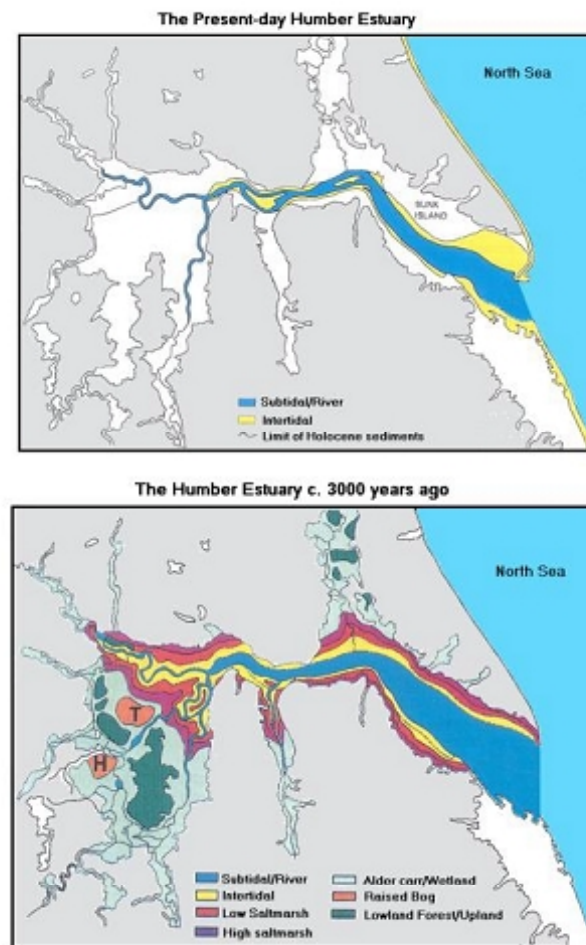 The Present-day Humber Estuary
North Sea
SUNK
ISLAND
Subtidal/River
Intertidal
Limit of Holocene sediments
The Humber Estuary c. 3000 years ago
North Sea
T
H
Subtidal/River
Intertidal
Low Saltmarsh
High saltmarsh
Alder carr/Wetland
Raised Bog
Lowland Forest/Upland